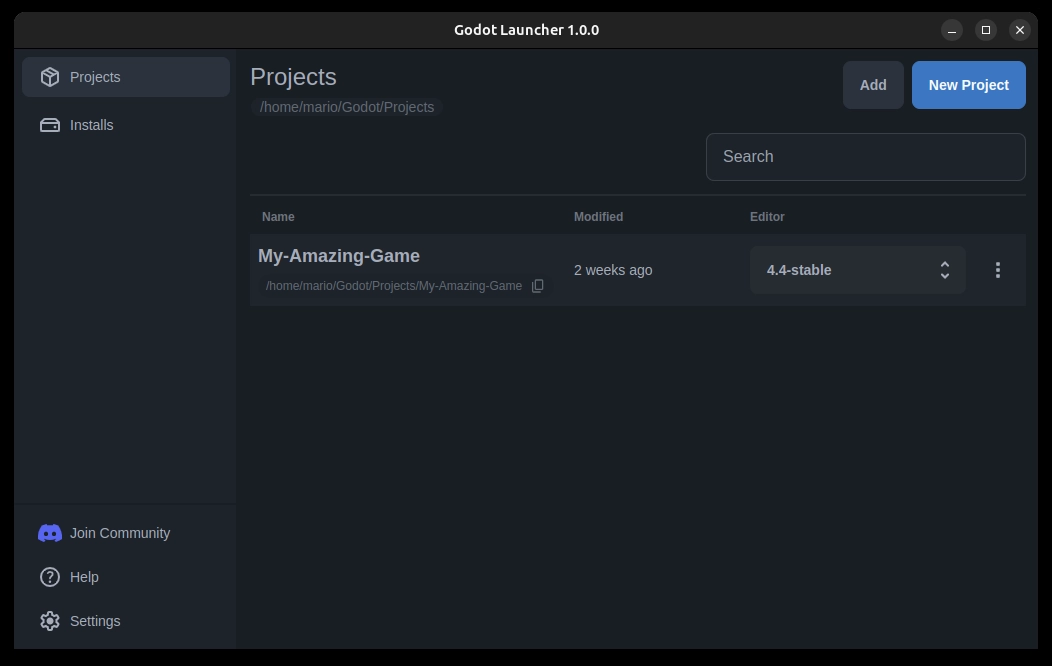 Godot Launcher 1.0.0
Projects
Installs
Projects
/home/mario/Godot/Projects
Add
New Project
Search
Name Modified Editor
My-Amazing-Game
/home/mario/Godot/Projects/My-Amazing-Game
2 weeks ago
4.4-stable
Join Community
Help
Settings